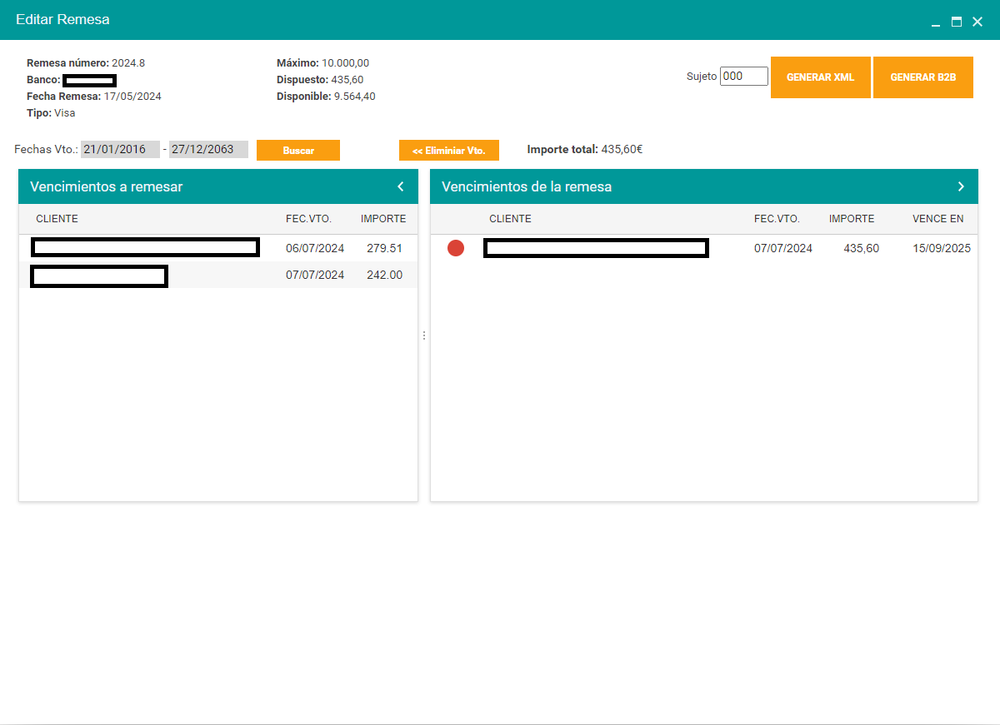 Editar Remesa
Remesa número: 2024.8
Banco:
Fecha Remesa: 17/05/2024
Tipo: Visa
Máximo: 10.000,00
Dispuesto: 435,60
Disponible: 9.564,40
Sujeto 000
GENERAR XML
GENERAR B2B
Fechas Vto.: 21/01/2016 - 27/12/2063
Buscar
<< Eliminiar Vto.
Importe total: 435,60€
Vencimientos a remesar
CLIENTE FEC.VTO. IMPORTE
06/07/2024 279.51
07/07/2024 242.00
Vencimientos de la remesa
CLIENTE FEC.VTO. IMPORTE VENCE EN
07/07/2024 435,60 15/09/2025